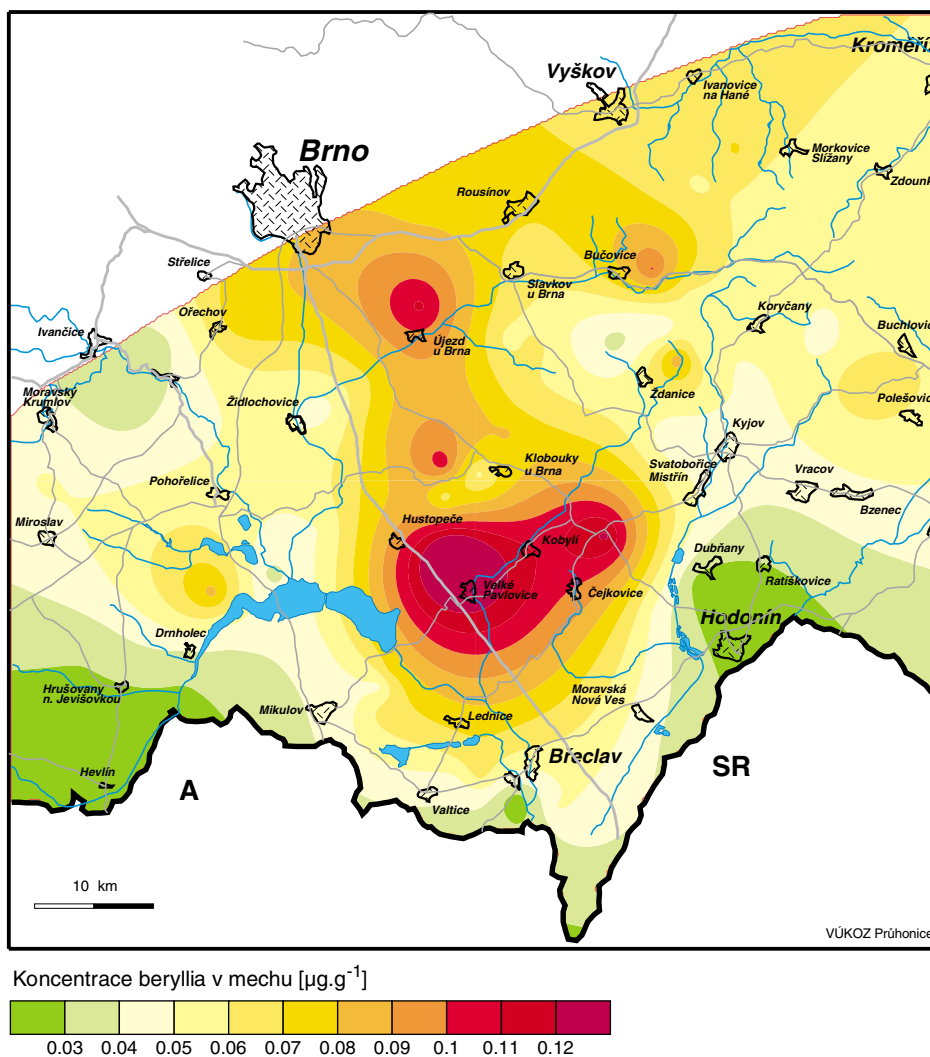 Kroměříž
Vyškov
Ivanovice
na Hané
Brno
Morkovice
Slížany
Zdounk
Rousínov
Střelice
Bučovice
Slavkov
u Brna
Ořechov
Koryčany
Ivančice
Buchlovic
Újezd
u Brna
Moravský
Krumlov
Ždanice
Polešovic
Židlochovice
Kyjov
Klobouky
u Brna
Svatobořice
Mistřín
Vracov
Pohořelice
Bzenec
Miroslav
Hustopeče
Kobylí
Dubňany
Velké
Pavlovice
Čejkovice
Ratíškovice
Hodonín
Drnholec
Hrušovany
n. Jevišovkou
Moravská
Nová Ves
Mikulov
Lednice
Břeclav
SR
Hevlín
A
Valtice
10 km
VÚKOZ Průhonice
Koncentrace beryllia v mechu [µg.g-1]
0.03 0.04 0.05 0.06 0.07 0.08 0.09 0.1 0.11 0.12